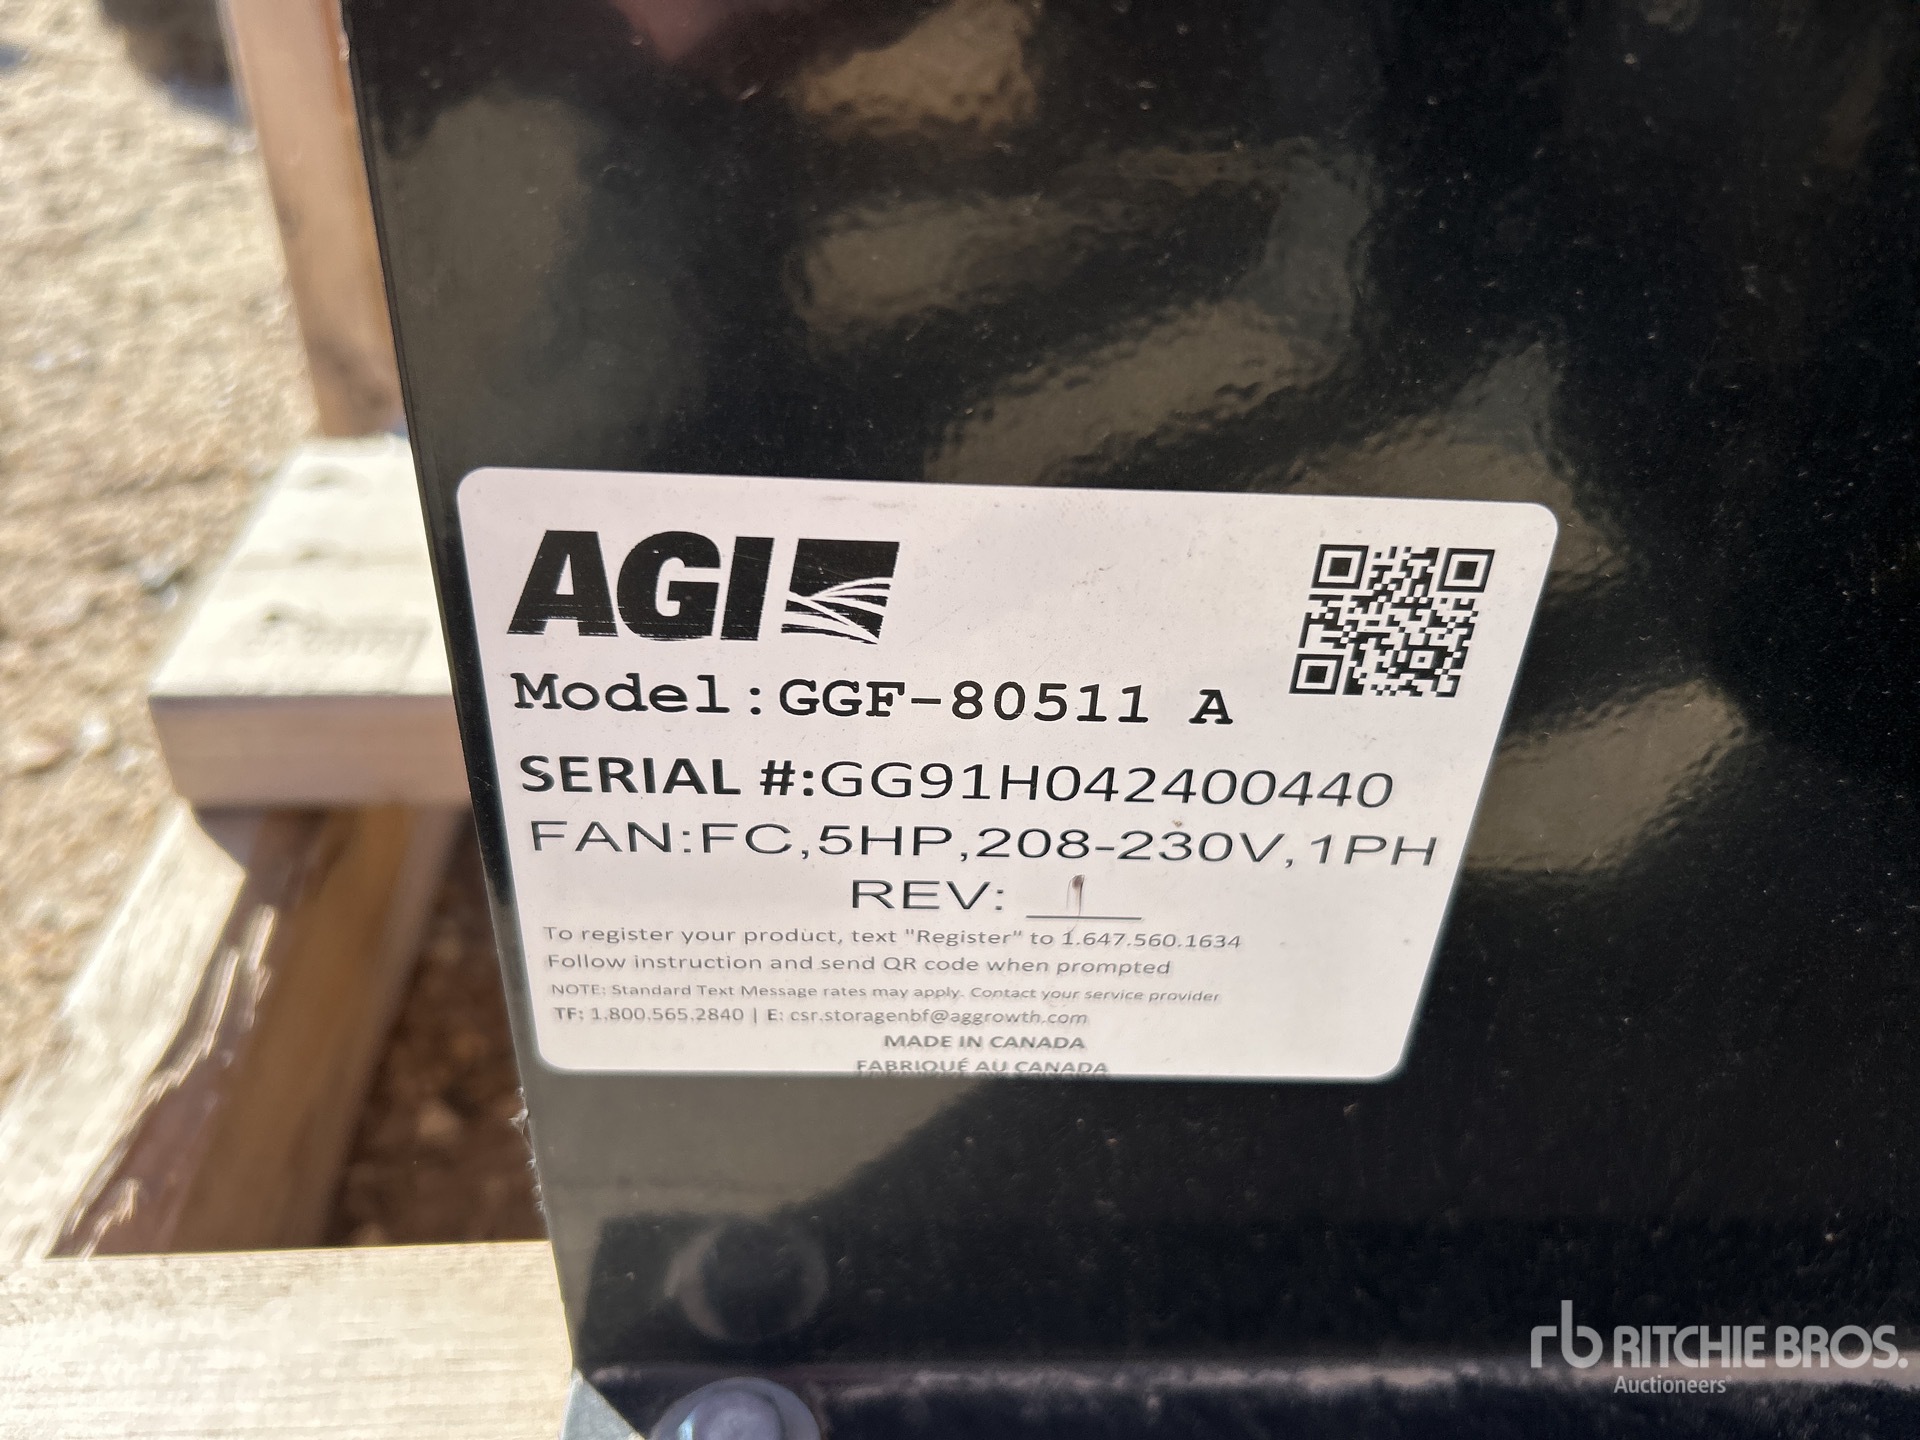 AGI
Model:GGF-80511 A
SERIAL #:GG91H042400440
FAN:FC,5HP,208-230V,1PH
REV: 1
To register your product, text "Register" to 1.647.560.1634
Follow instruction and send QR code when prompted
NOTE: Standard Text Message rates may apply. Contact your service provider
TF: 1.800.565.2840 | E: csr.storagenbf@aggrowth.com
MADE IN CANADA
FABRIQUÉ AU CANADA
rb RITCHIE BROS.
Auctioneers